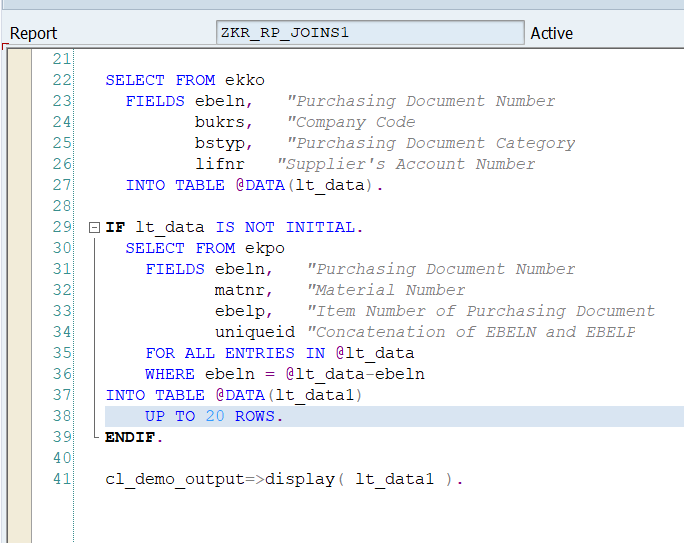 Report ZKR_RP_JOINS1 Active
21
22 SELECT FROM ekko
23 FIELDS ebeln, "Purchasing Document Number
24 bukrs, "Company Code
25 bstyp, "Purchasing Document Category
26 lifnr "Supplier's Account Number
27 INTO TABLE @DATA(lt_data).
28
29 IF lt_data IS NOT INITIAL.
30 SELECT FROM ekpo
31 FIELDS ebeln, "Purchasing Document Number
32 matnr, "Material Number
33 ebelp, "Item Number of Purchasing Document
34 uniqueid "Concatenation of EBELN and EBELP
35 FOR ALL ENTRIES IN @lt_data
36 WHERE ebeln = @lt_data-ebeln
37 INTO TABLE @DATA(lt_data1)
38 UP TO 20 ROWS.
39 ENDIF.
40
41 cl_demo_output=>display( lt_data1 ).